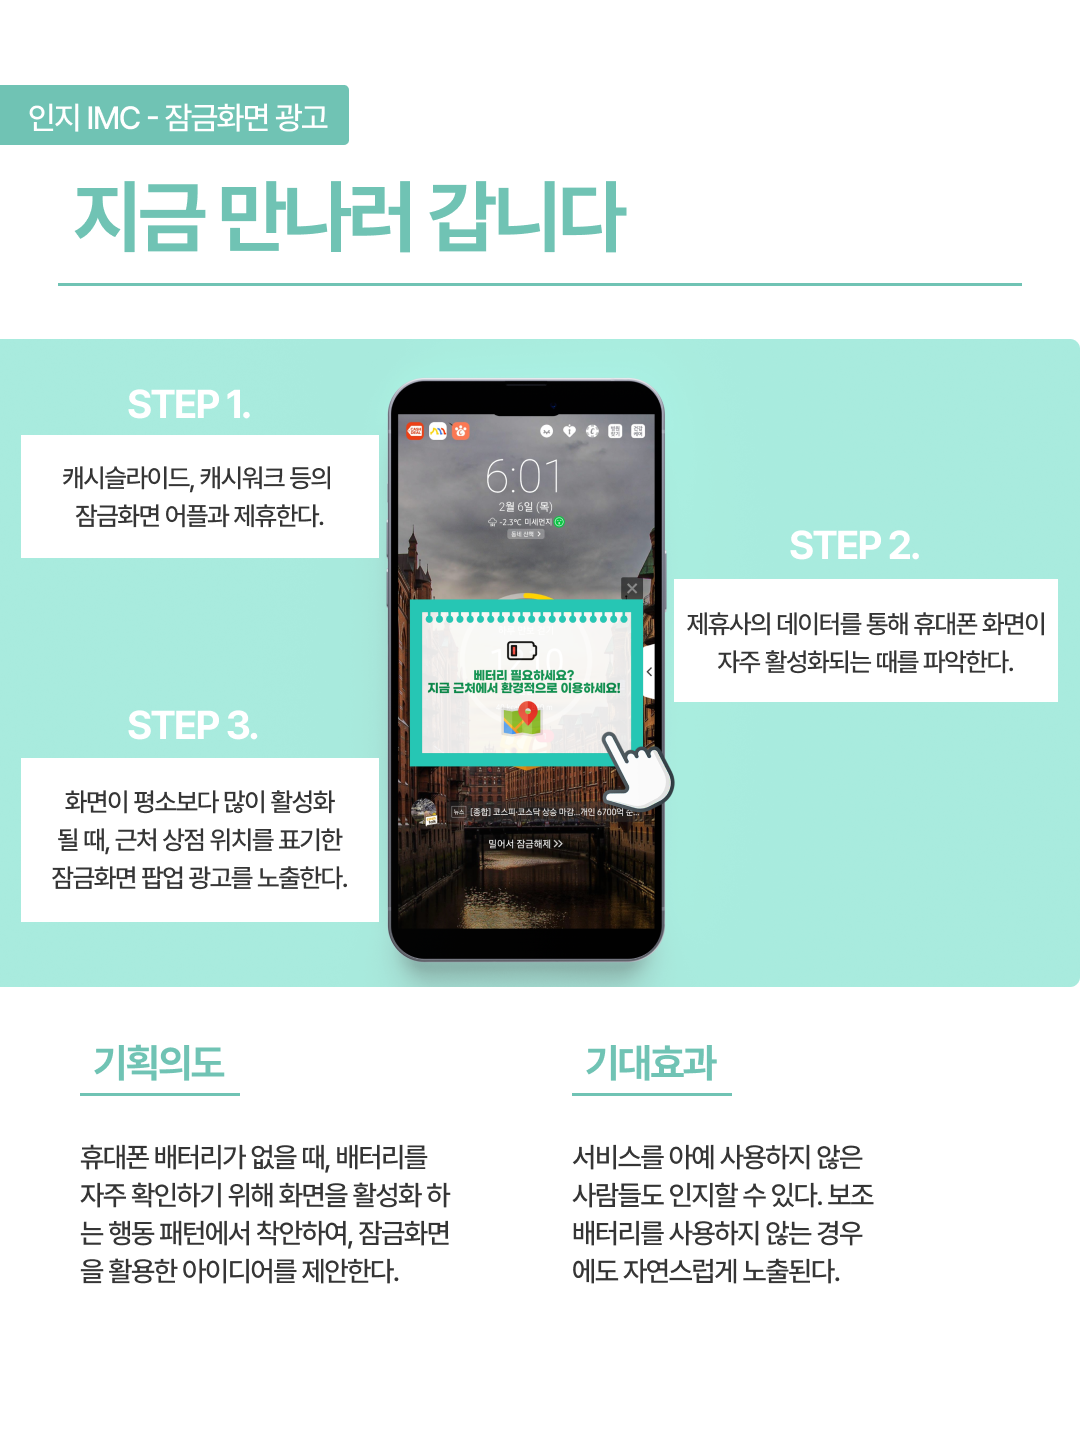 인지 IMC - 잠금화면 광고
지금 만나러 갑니다
STEP 1.
캐시슬라이드, 캐시워크 등의
잠금화면 어플과 제휴한다.
STEP 2.
제휴사의 데이터를 통해 휴대폰 화면이
자주 활성화되는 때를 파악한다.
STEP 3.
화면이 평소보다 많이 활성화
될 때, 근처 상점 위치를 표기한
잠금화면 팝업 광고를 노출한다.
6:01
2월 6일 (목)
-2.3℃ 미세먼지
동네 선택 >
베터리 필요하세요?
지금 근처에서 환경적으로 이용하세요!
뉴스 [종합] 코스피·코스닥 상승 마감...개인 6700억 순...
밀어서 잠금해제 >>
기획의도
휴대폰 배터리가 없을 때, 배터리를
자주 확인하기 위해 화면을 활성화 하
는 행동 패턴에서 착안하여, 잠금화면
을 활용한 아이디어를 제안한다.
기대효과
서비스를 아예 사용하지 않은
사람들도 인지할 수 있다. 보조
배터리를 사용하지 않는 경우
에도 자연스럽게 노출된다.